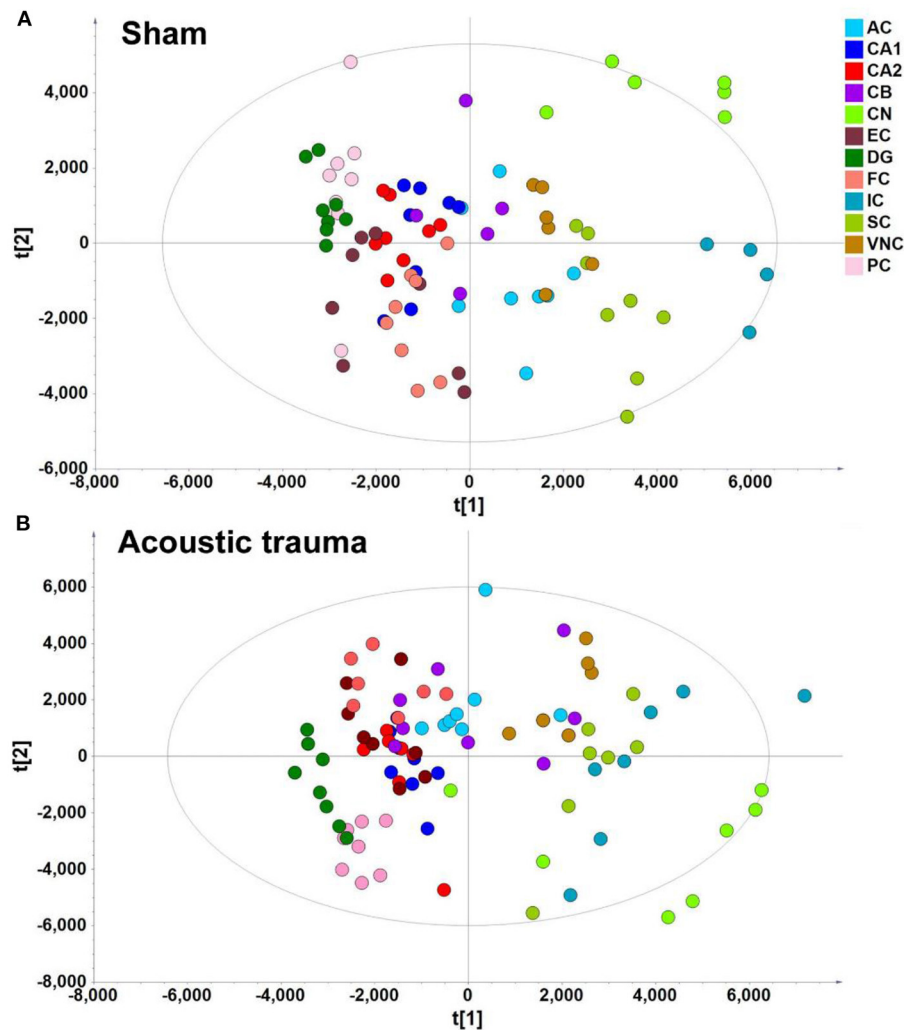 A
Sham
AC
CA1
CA2
CB
CN
EC
DG
FC
IC
SC
VNC
PC
4,000
2,000
0
-2,000
-4,000
-6,000
t[2]
-8,000 -6,000 -4,000 -2,000 0 2,000 4,000 6,000
t[1]
B
Acoustic trauma
6,000
4,000
2,000
0
-2,000
-4,000
-6,000
-8,000
t[2]
-8,000 -6,000 -4,000 -2,000 0 2,000 4,000 6,000
t[1]